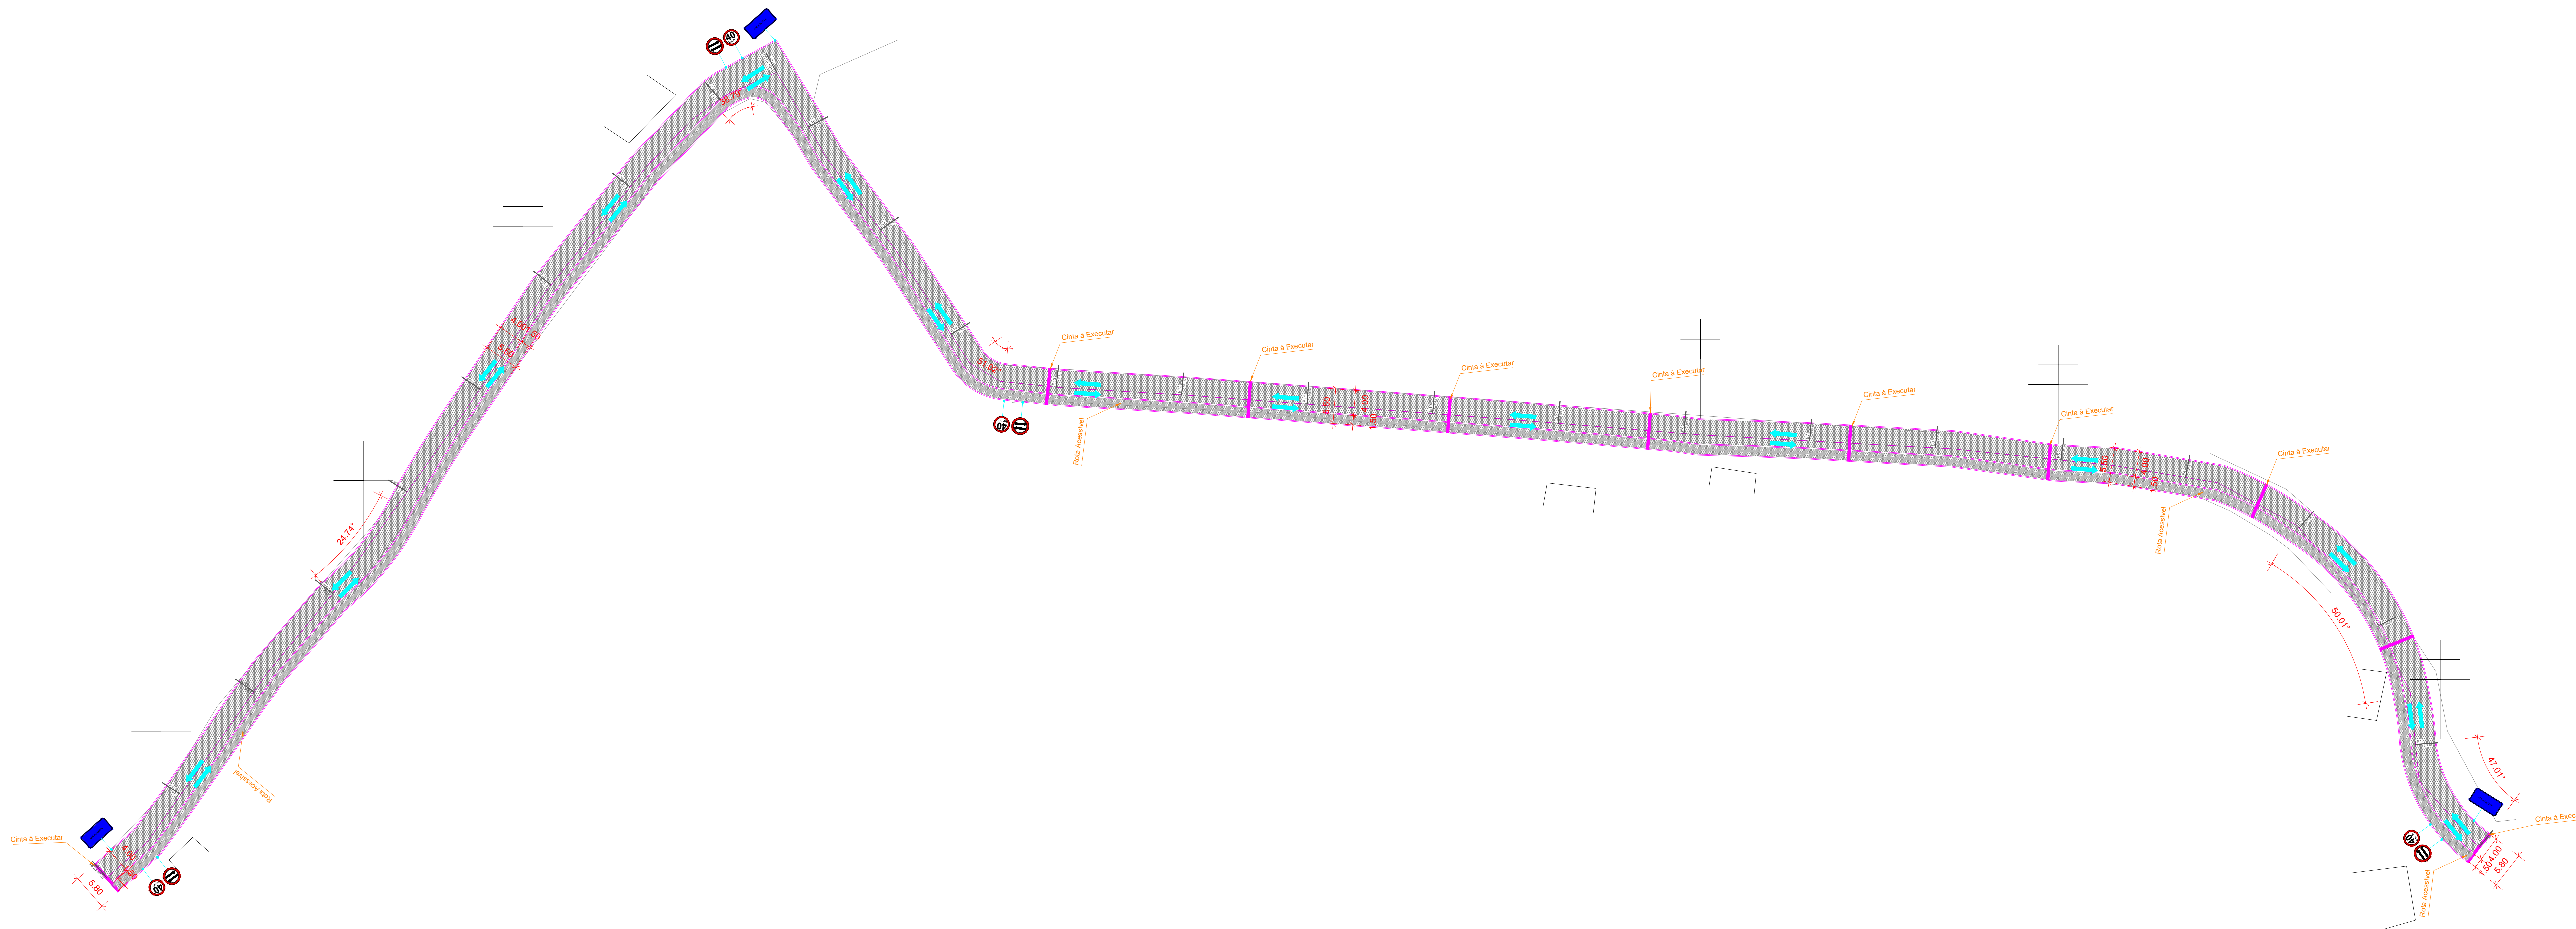 40
38.79°
4.00
1.50
5.50
24.74°
Rota Acessível
Cinta à Executar
4.00
1.50
5.80
40
51.02°
40
Cinta à Executar
Rota Acessível
Cinta à Executar
5.50
4.00
1.50
Cinta à Executar
Cinta à Executar
Cinta à Executar
Cinta à Executar
5.50
4.00
1.50
Rota Acessível
Cinta à Executar
50.01°
47.01°
40
Cinta à Exec
4.00
1.50
5.80
Rota Acessível